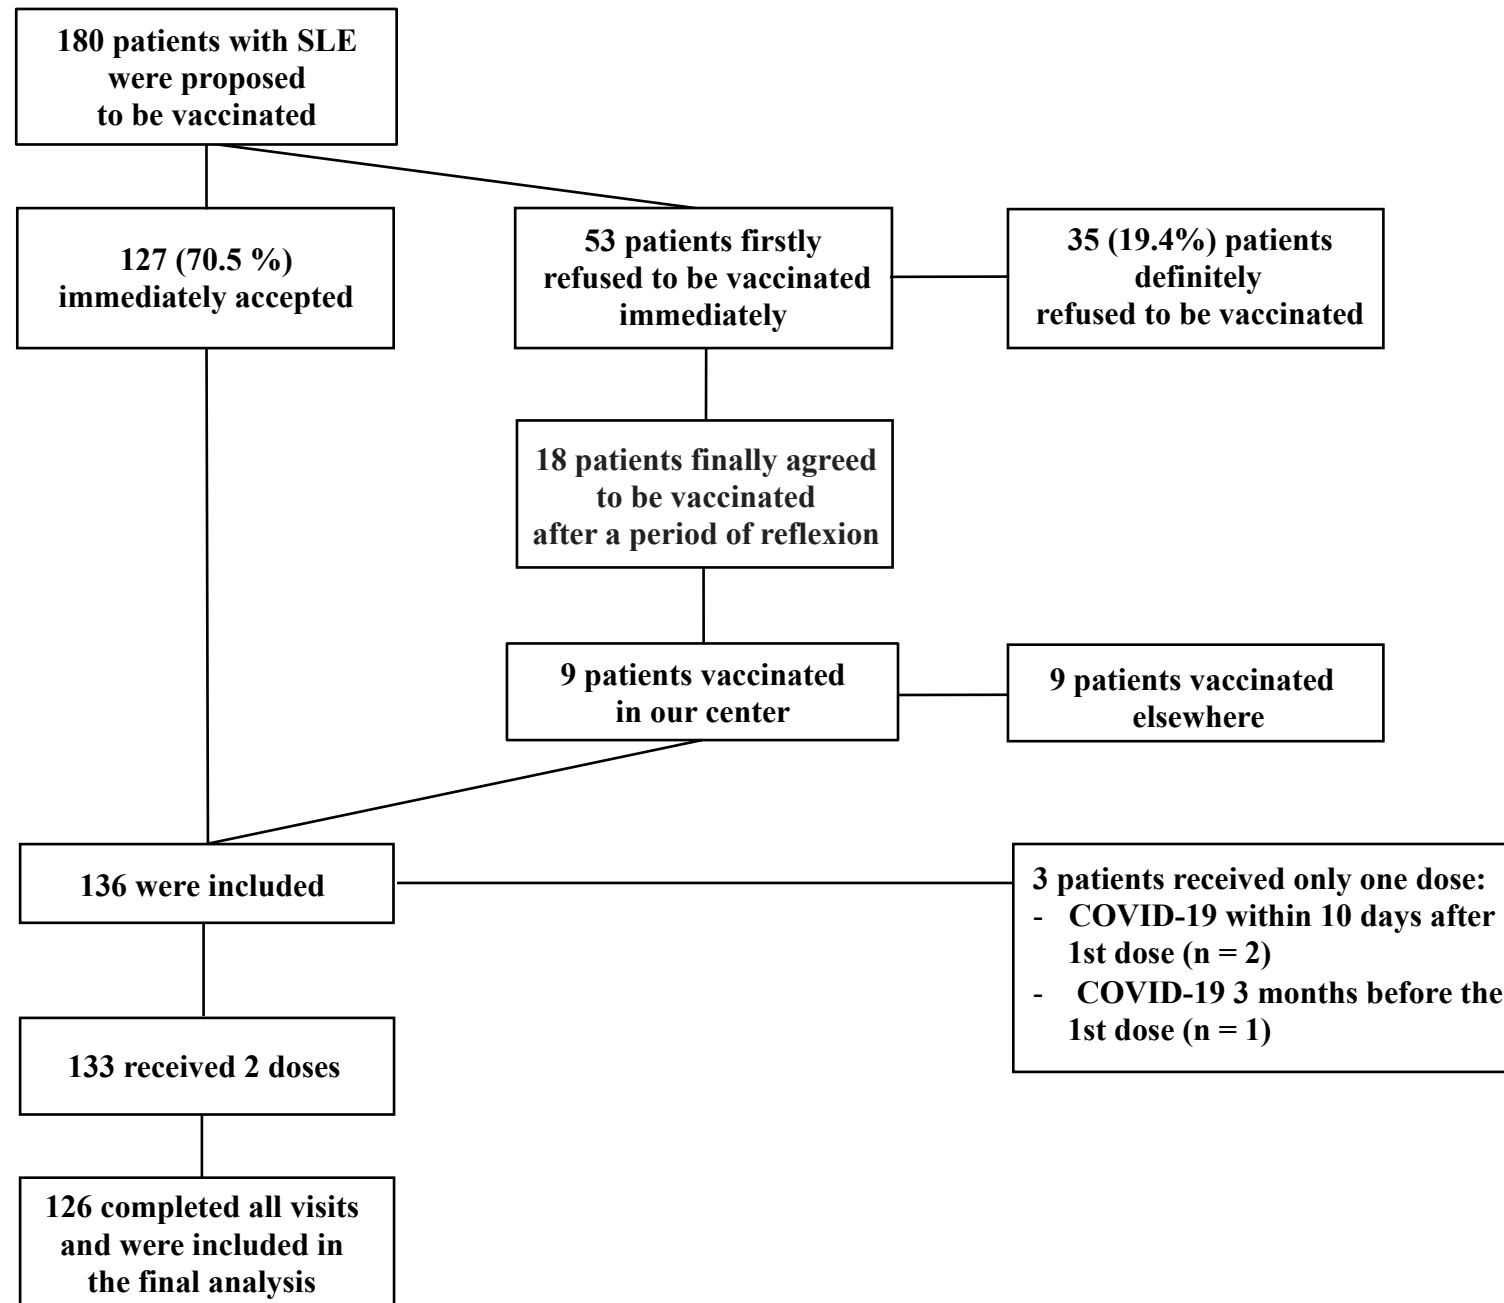 180 patients with SLE
were proposed
to be vaccinated
127 (70.5 %)
immediately accepted
53 patients firstly
refused to be vaccinated
immediately
35 (19.4%) patients
definitely
refused to be vaccinated
18 patients finally agreed
to be vaccinated
after a period of reflexion
9 patients vaccinated
in our center
9 patients vaccinated
elsewhere
136 were included
3 patients received only one dose:
- COVID-19 within 10 days after
1st dose (n = 2)
- COVID-19 3 months before the
1st dose (n = 1)
133 received 2 doses
126 completed all visits
and were included in
the final analysis